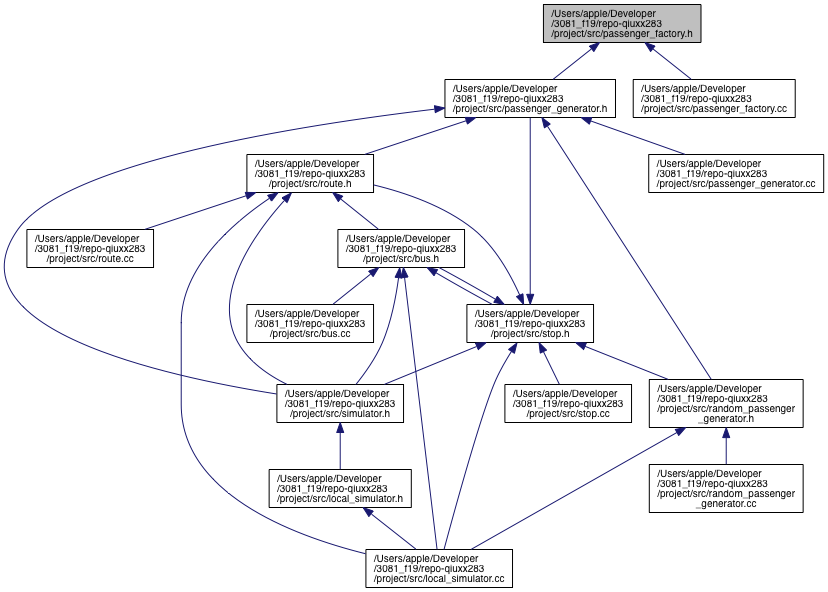 /Users/apple/Developer
/3081_f19/repo-qiuxx283
/project/src/passenger_factory.h
/Users/apple/Developer
/3081_f19/repo-qiuxx283
/project/src/passenger_generator.h
/Users/apple/Developer
/3081_f19/repo-qiuxx283
/project/src/passenger_factory.cc
/Users/apple/Developer
/3081_f19/repo-qiuxx283
/project/src/route.h
/Users/apple/Developer
/3081_f19/repo-qiuxx283
/project/src/passenger_generator.cc
/Users/apple/Developer
/3081_f19/repo-qiuxx283
/project/src/route.cc
/Users/apple/Developer
/3081_f19/repo-qiuxx283
/project/src/bus.h
/Users/apple/Developer
/3081_f19/repo-qiuxx283
/project/src/bus.cc
/Users/apple/Developer
/3081_f19/repo-qiuxx283
/project/src/stop.h
/Users/apple/Developer
/3081_f19/repo-qiuxx283
/project/src/simulator.h
/Users/apple/Developer
/3081_f19/repo-qiuxx283
/project/src/stop.cc
/Users/apple/Developer
/3081_f19/repo-qiuxx283
/project/src/random_passenger
_generator.h
/Users/apple/Developer
/3081_f19/repo-qiuxx283
/project/src/local_simulator.h
/Users/apple/Developer
/3081_f19/repo-qiuxx283
/project/src/random_passenger
_generator.cc
/Users/apple/Developer
/3081_f19/repo-qiuxx283
/project/src/local_simulator.cc